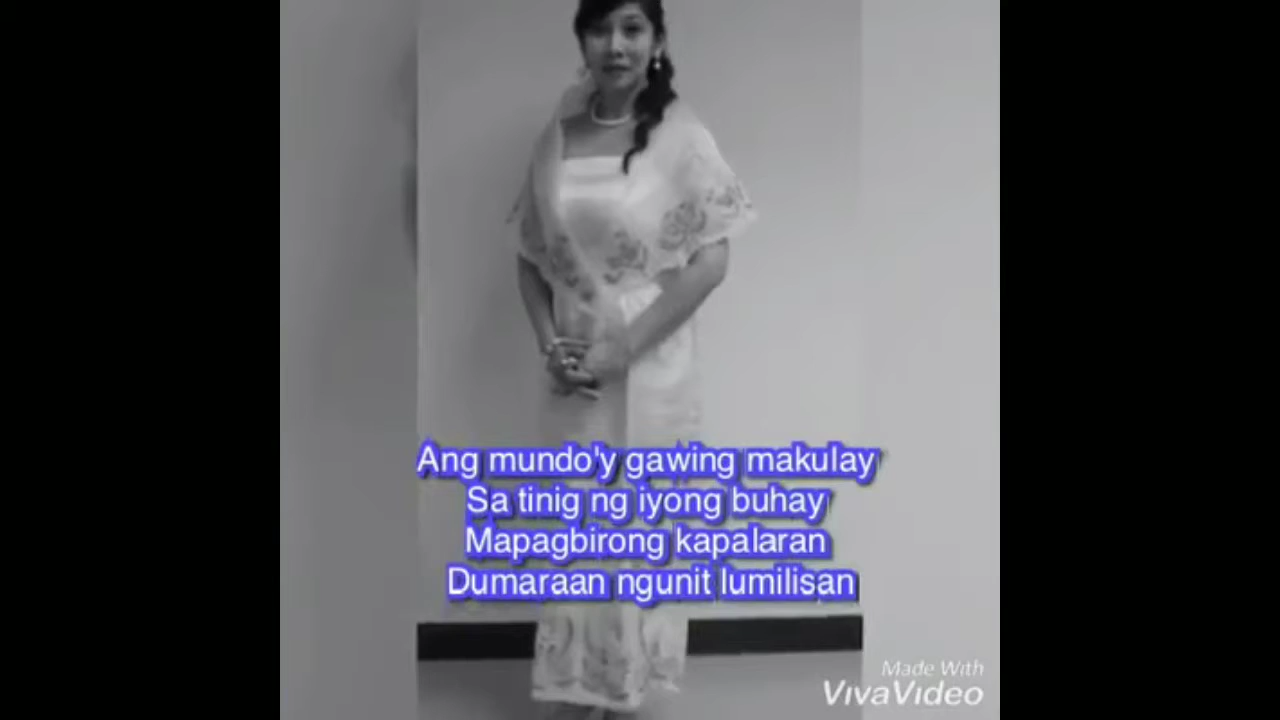 Ang mundo'y gawing makulay
Sa tinig ng iyong buhay
Mapagbirong kapalaran
Dumaraan ngunit lumilisan
Made With
VivaVideo